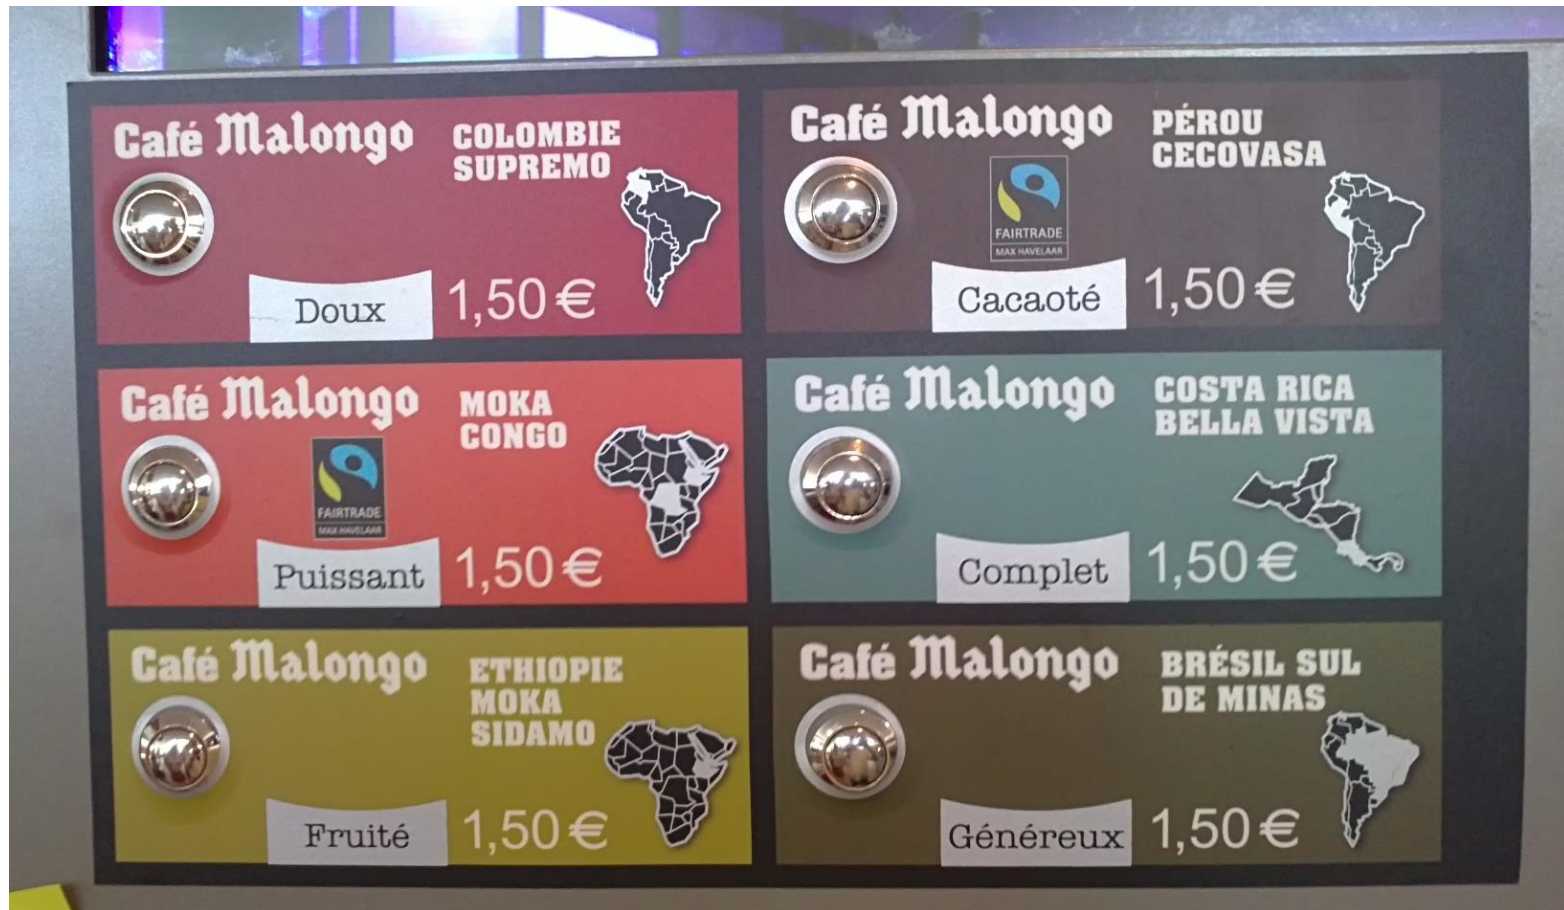 Café Malongo
COLOMBIE
SUPREMO
Doux
1,50 €
Café Malongo
PÉROU
CECOVASA
FAIRTRADE
MAX HAVELAAR
Cacaoté
1,50 €
Café Malongo
MOKA
CONGO
FAIRTRADE
MAX HAVELAAR
Puissant
1,50 €
Café Malongo
COSTA RICA
BELLA VISTA
Complet
1,50 €
Café Malongo
ETHIOPIE
MOKA
SIDAMO
Fruité
1,50 €
Café Malongo
BRÉSIL SUL
DE MINAS
Généreux
1,50 €